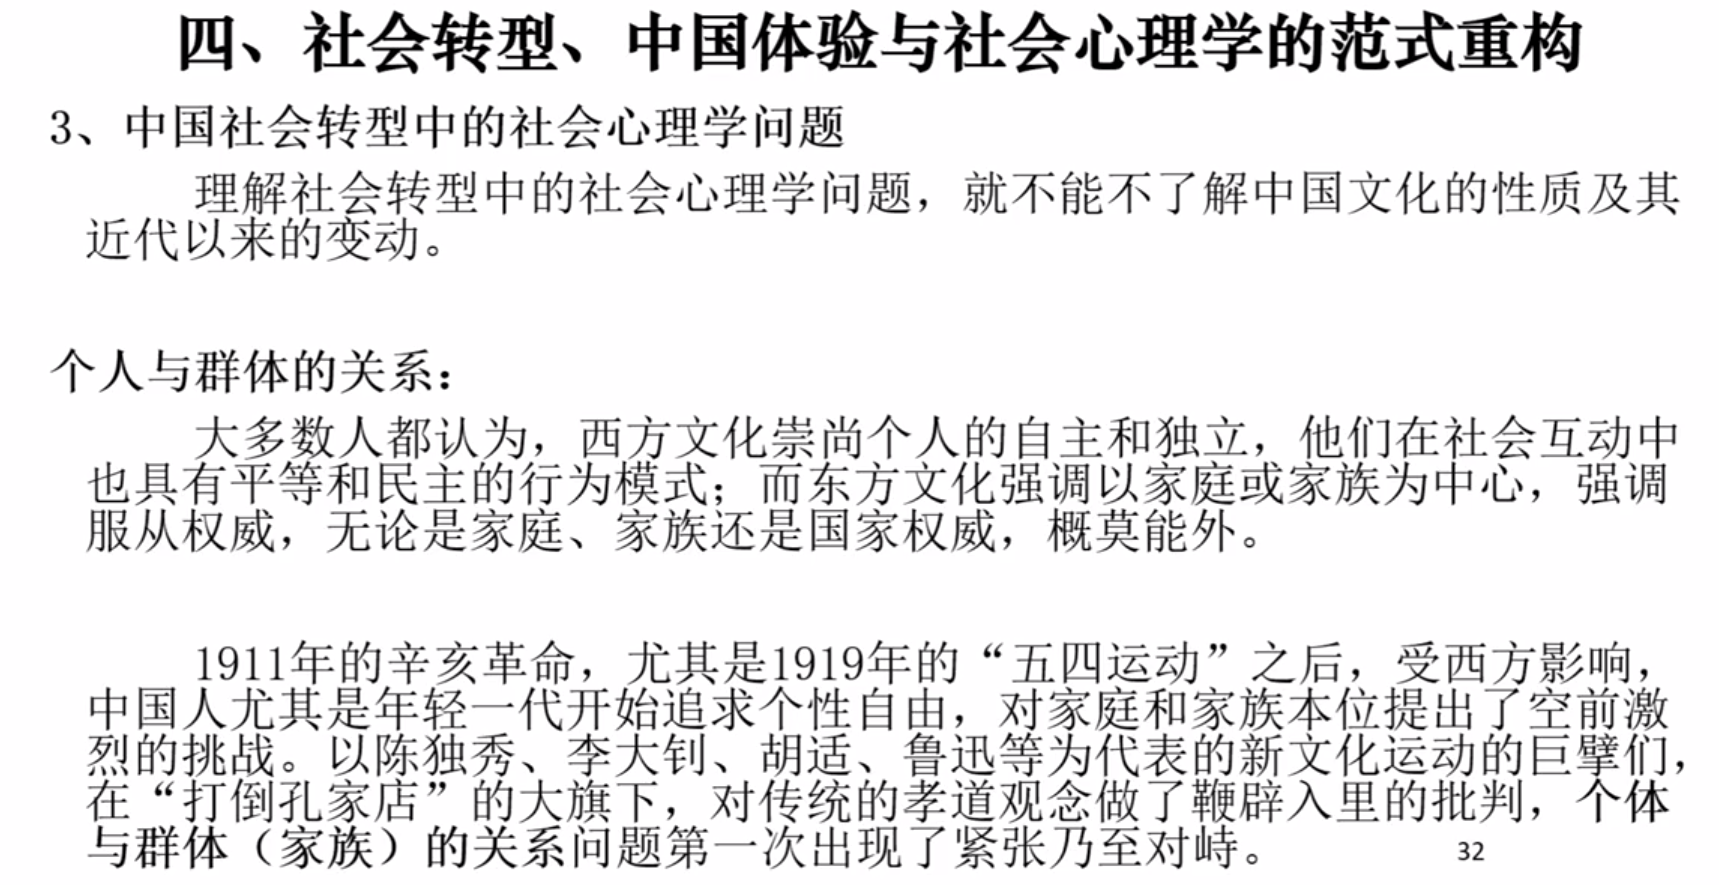 四、社会转型、中国体验与社会心理学的范式重构
3、中国社会转型中的社会心理学问题
理解社会转型中的社会心理学问题，就不能不了解中国文化的性质及其
近代以来的变动。
个人与群体的关系：
大多数人都认为，西方文化崇尚个人的自主和独立，他们在社会互动中
也具有平等和民主的行为模式；而东方文化强调以家庭或家族为中心，强调
服从权威，无论是家庭、家族还是国家权威，概莫能外。
1911年的辛亥革命，尤其是1919年的“五四运动”之后，受西方影响，
中国人尤其是年轻一代开始追求个性自由，对家庭和家族本位提出了空前激
烈的挑战。以陈独秀、李大钊、胡适、鲁迅等为代表的新文化运动的巨擘们，
在“打倒孔家店”的大旗下，对传统的孝道观念做了鞭辟入里的批判，个体
与群体（家族）的关系问题第一次出现了紧张乃至对峙。
32